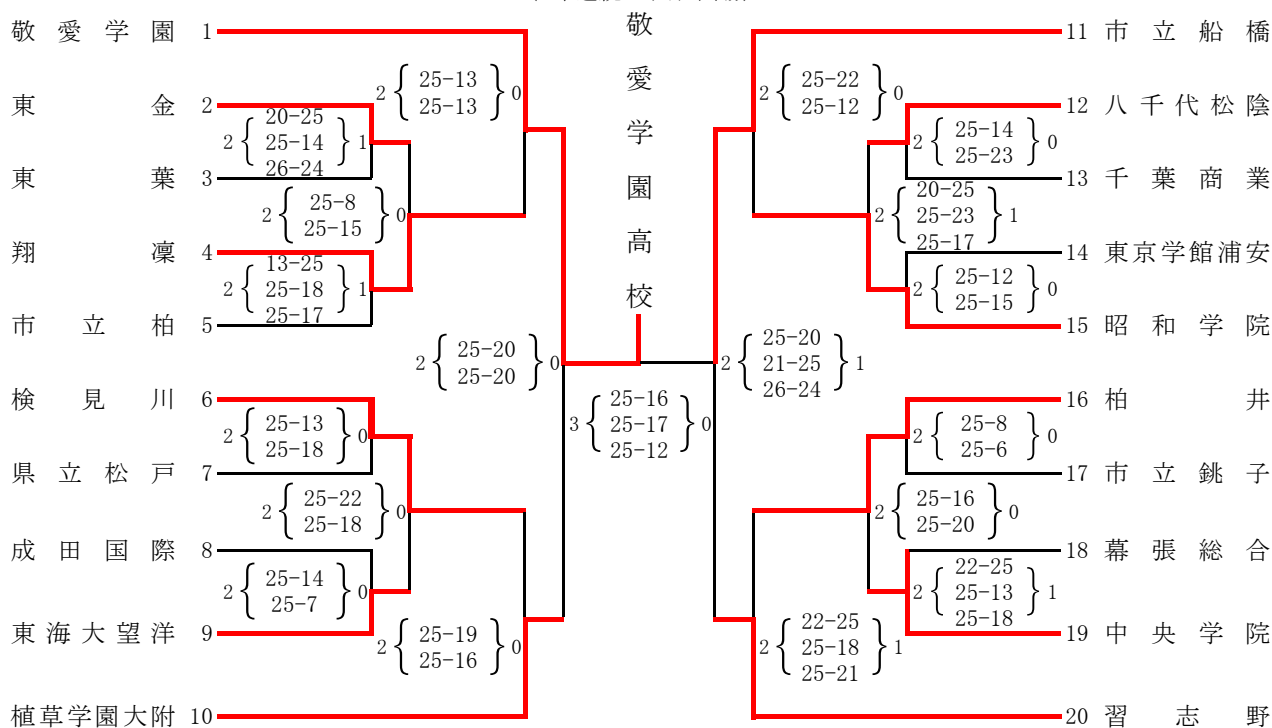 敬愛学園 1
東金 2
東葉 3
翔凜 4
市立柏 5
検見川 6
県立松戸 7
成田国際 8
東海大望洋 9
植草学園大附 10
2 { 25-13 } 0
25-13
2 { 20-25 } 1
25-14
26-24
2 { 25-8 } 0
25-15
2 { 13-25 } 1
25-18
25-17
2 { 25-20 } 0
25-20
2 { 25-13 } 0
25-18
2 { 25-22 } 0
25-18
2 { 25-14 } 0
25-7
2 { 25-19 } 0
25-16
敬愛学園高校
3 { 25-16 } 0
25-17
25-12
2 { 25-22 } 0
25-12
2 { 25-14 } 0
25-23
2 { 20-25 } 1
25-23
25-17
2 { 25-12 } 0
25-15
2 { 25-20 } 1
21-25
26-24
2 { 25-8 } 0
25-6
2 { 25-16 } 0
25-20
2 { 22-25 } 1
25-13
25-18
2 { 22-25 } 1
25-18
25-21
11 市立船橋
12 八千代松陰
13 千葉商業
14 東京学館浦安
15 昭和学院
16 柏井
17 市立銚子
18 幕張総合
19 中央学院
20 習志野